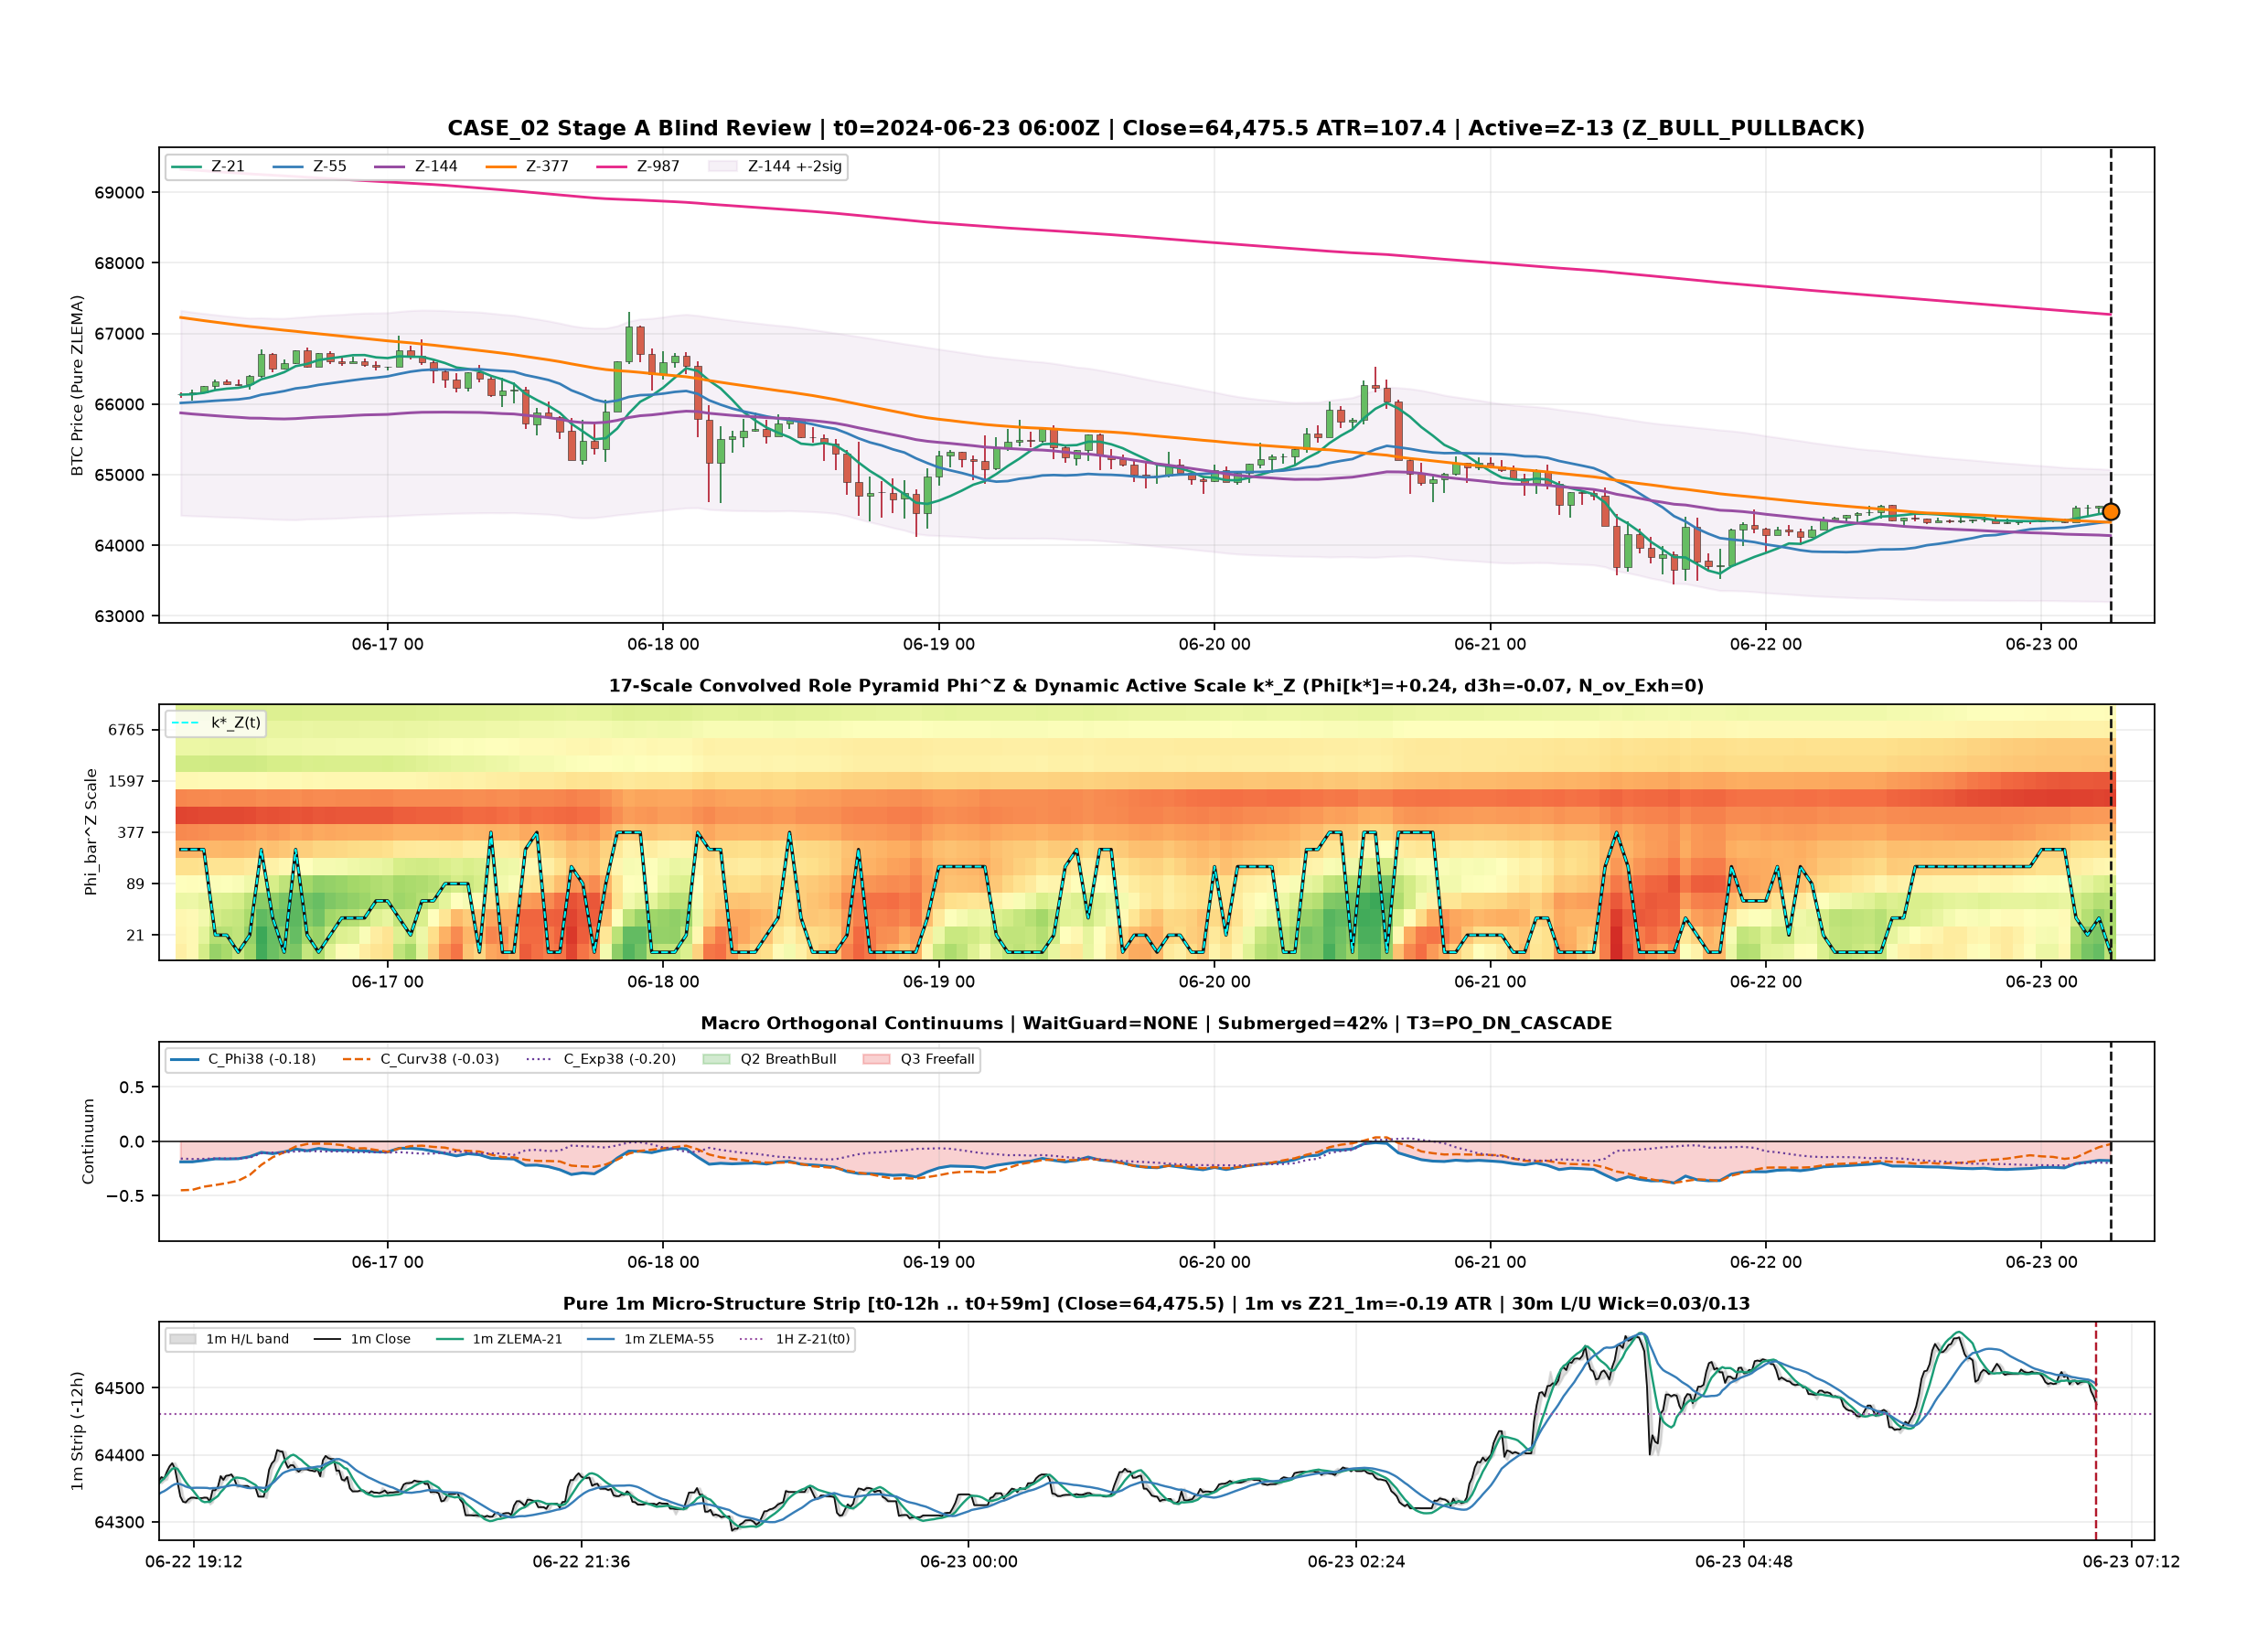 CASE_02 Stage A Blind Review | t0=2024-06-23 06:00Z | Close=64,475.5 ATR=107.4 | Active=Z-13 (Z_BULL_PULLBACK)
Z-21 Z-55 Z-144 Z-377 Z-987 Z-144 +-2sig
BTC Price (Pure ZLEMA)
69000
68000
67000
66000
65000
64000
63000
06-17 00 06-18 00 06-19 00 06-20 00 06-21 00 06-22 00 06-23 00
17-Scale Convolved Role Pyramid Phi^Z & Dynamic Active Scale k*_Z (Phi[k*]=+0.24, d3h=-0.07, N_ov_Exh=0)
k*_Z(t)
Phi_bar^Z Scale
6765
1597
377
89
21
06-17 00 06-18 00 06-19 00 06-20 00 06-21 00 06-22 00 06-23 00
Macro Orthogonal Continuums | WaitGuard=NONE | Submerged=42% | T3=PO_DN_CASCADE
C_Phi38 (-0.18) C_Curv38 (-0.03) C_Exp38 (-0.20) Q2 BreathBull Q3 Freefall
Continuum
0.5
0.0
−0.5
06-17 00 06-18 00 06-19 00 06-20 00 06-21 00 06-22 00 06-23 00
Pure 1m Micro-Structure Strip [t0-12h .. t0+59m] (Close=64,475.5) | 1m vs Z21_1m=-0.19 ATR | 30m L/U Wick=0.03/0.13
1m H/L band 1m Close 1m ZLEMA-21 1m ZLEMA-55 1H Z-21(t0)
1m Strip (-12h)
64500
64400
64300
06-22 19:12 06-22 21:36 06-23 00:00 06-23 02:24 06-23 04:48 06-23 07:12